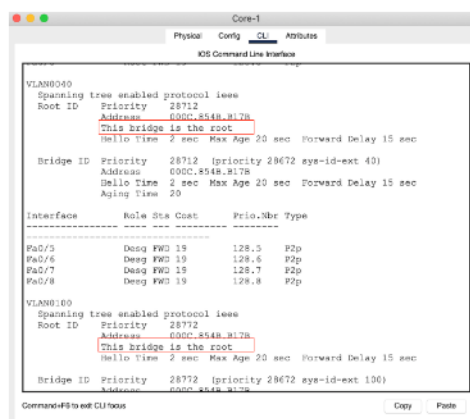 Core-1
Physical Config CLI Attributes
IOS Command Line Interface
VLAN0040
Spanning tree enabled protocol ieee
Root ID Priority 28712
Address 000C.854B.B17B
This bridge is the root
Hello Time 2 sec Max Age 20 sec Forward Delay 15 sec
Bridge ID Priority 28712 (priority 28672 sys-id-ext 40)
Address 000C.854B.B17B
Hello Time 2 sec Max Age 20 sec Forward Delay 15 sec
Aging Time 20
Interface Role Sts Cost Prio.Nbr Type
---------------- ---- --- --------- -------- --------------------------------
Fa0/5 Desg FWD 19 128.5 P2p
Fa0/6 Desg FWD 19 128.6 P2p
Fa0/7 Desg FWD 19 128.7 P2p
Fa0/8 Desg FWD 19 128.8 P2p
VLAN0100
Spanning tree enabled protocol ieee
Root ID Priority 28772
Address 000C.854B.B17B
This bridge is the root
Hello Time 2 sec Max Age 20 sec Forward Delay 15 sec
Bridge ID Priority 28772 (priority 28672 sys-id-ext 100)
Address 000C.854B.B17B
Command+F6 to exit CLI focus
Copy Paste